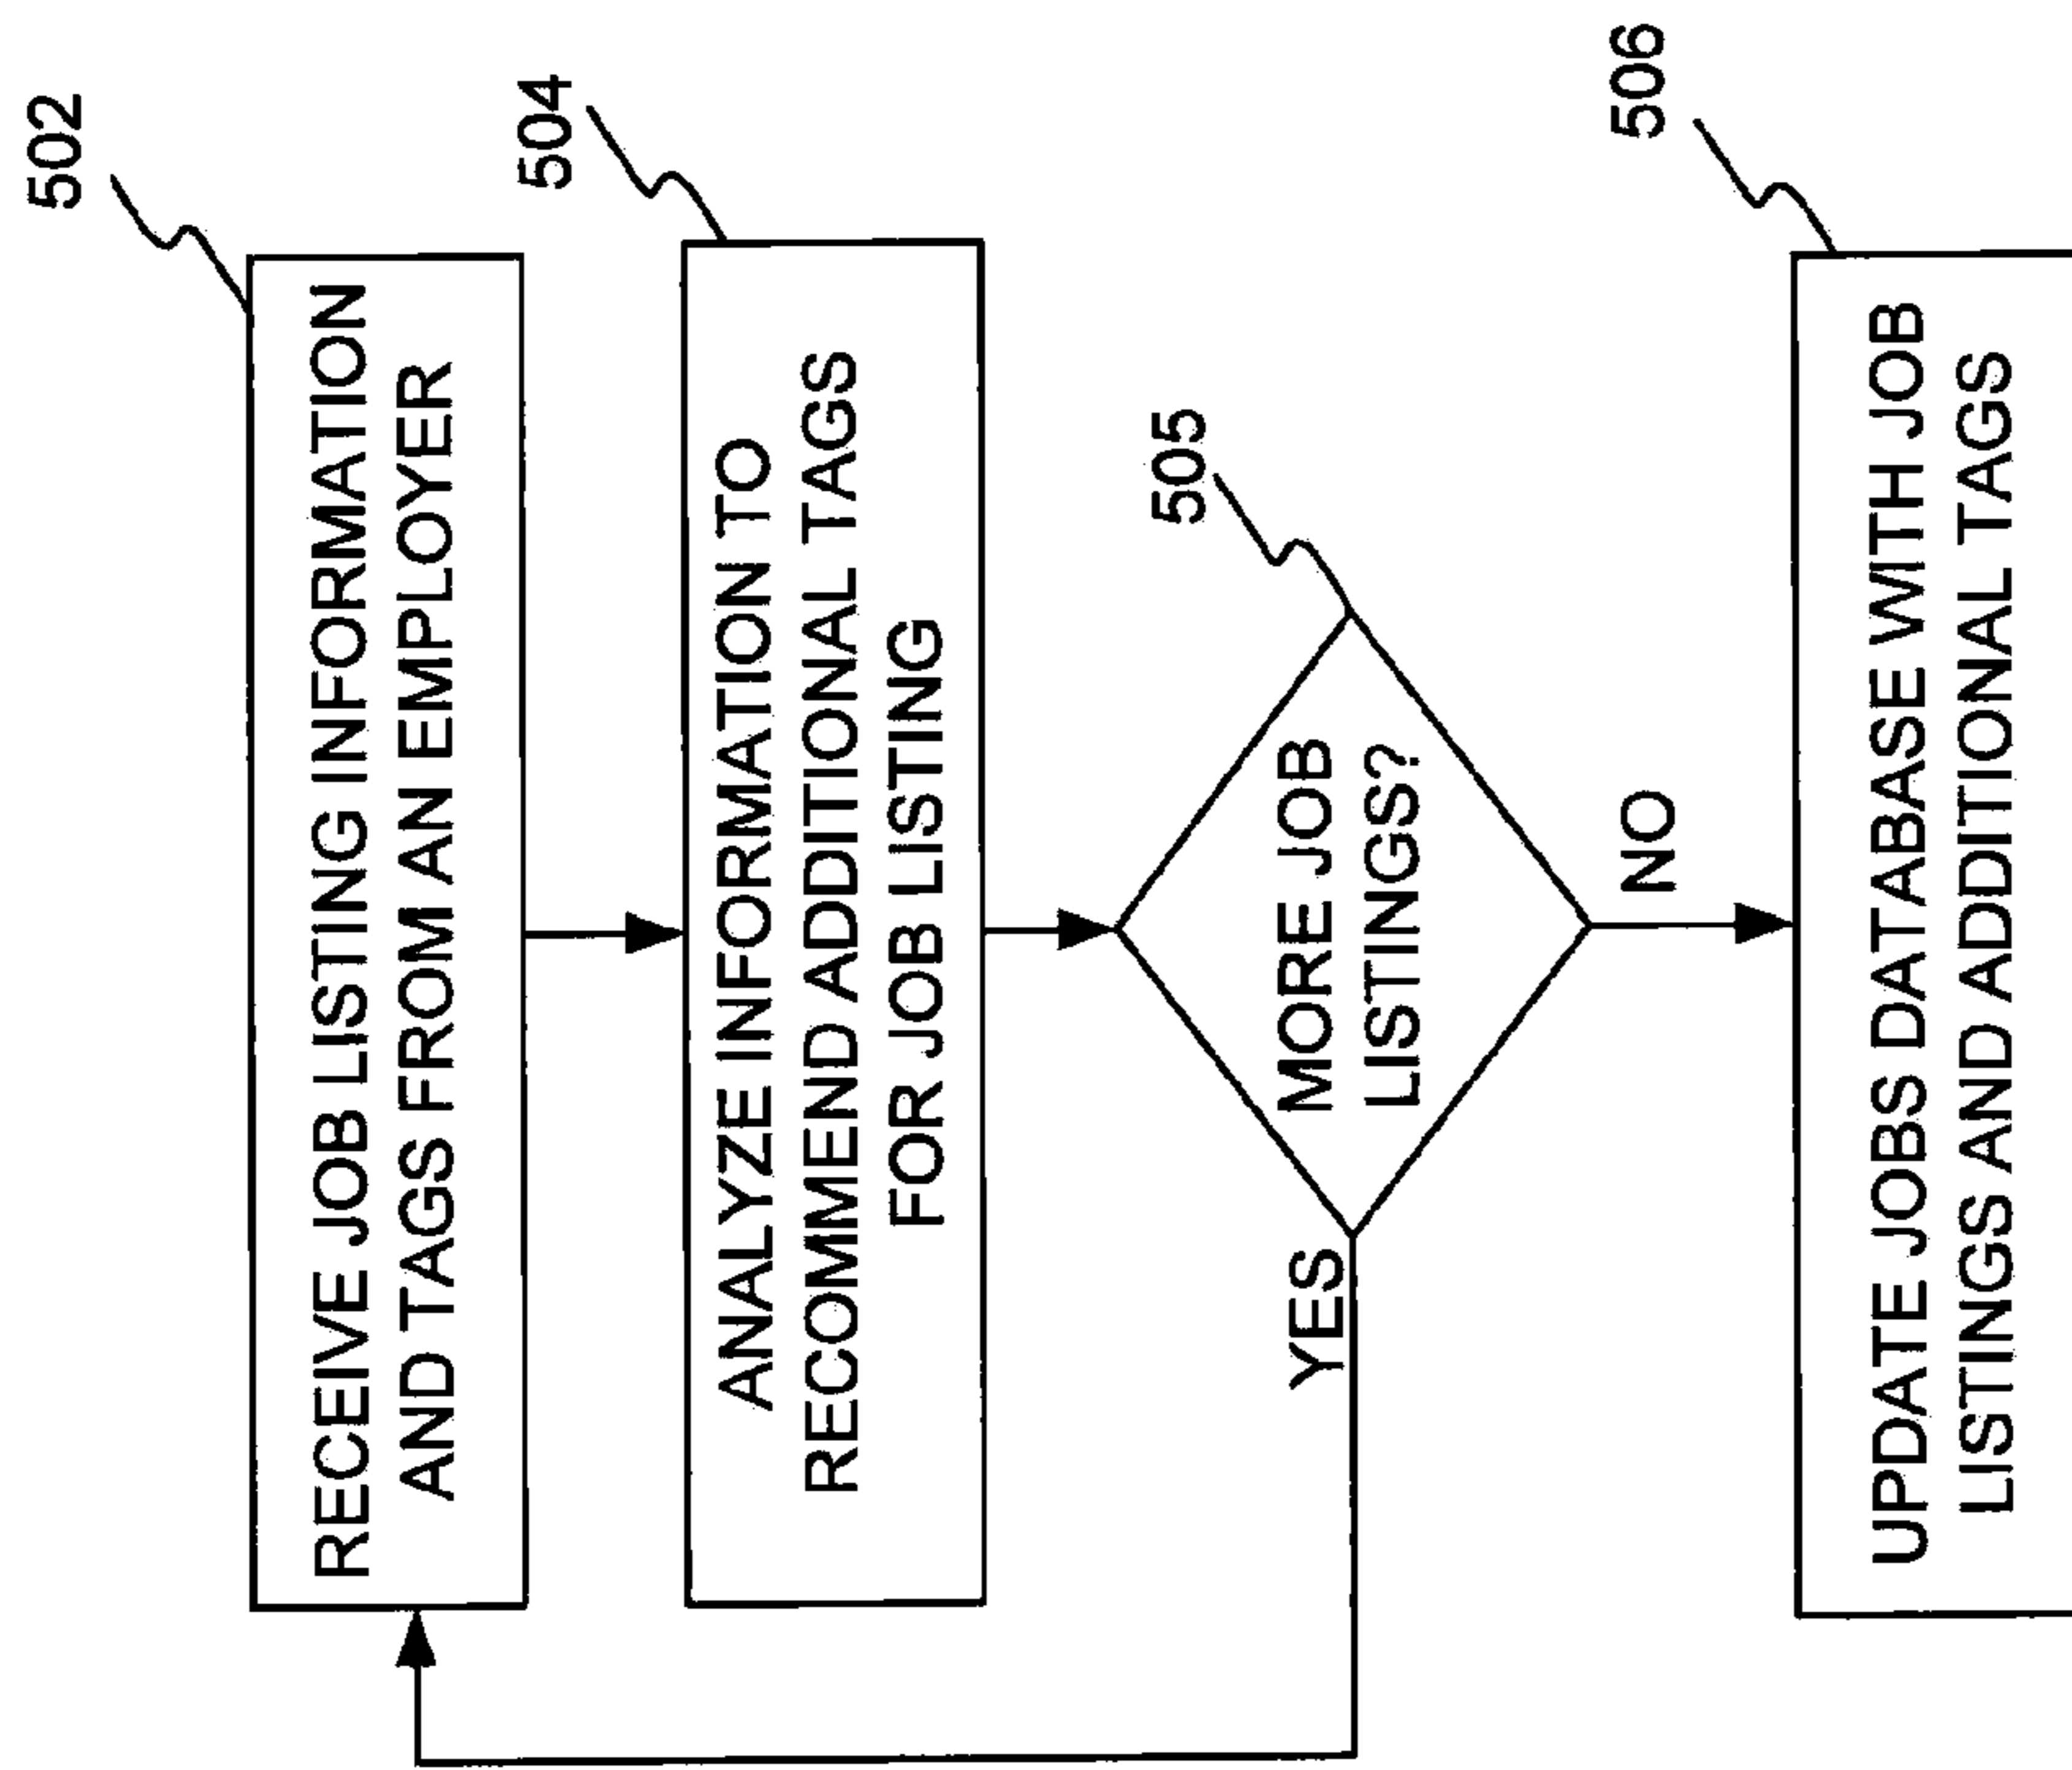 502
RECEIVE JOB LISTING INFORMATION
AND TAGS FROM AN EMPLOYER
504
ANALYZE INFORMATION TO
RECOMMEND ADDITIONAL TAGS
FOR JOB LISTING
505
MORE JOB
LISTINGS?
YES
NO
506
UPDATE JOBS DATABASE WITH JOB
LISTINGS AND ADDITIONAL TAGS